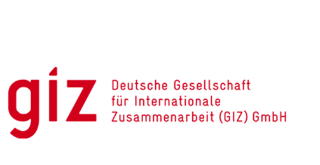 giz
Deutsche Gesellschaft
für Internationale
Zusammenarbeit (GIZ) GmbH